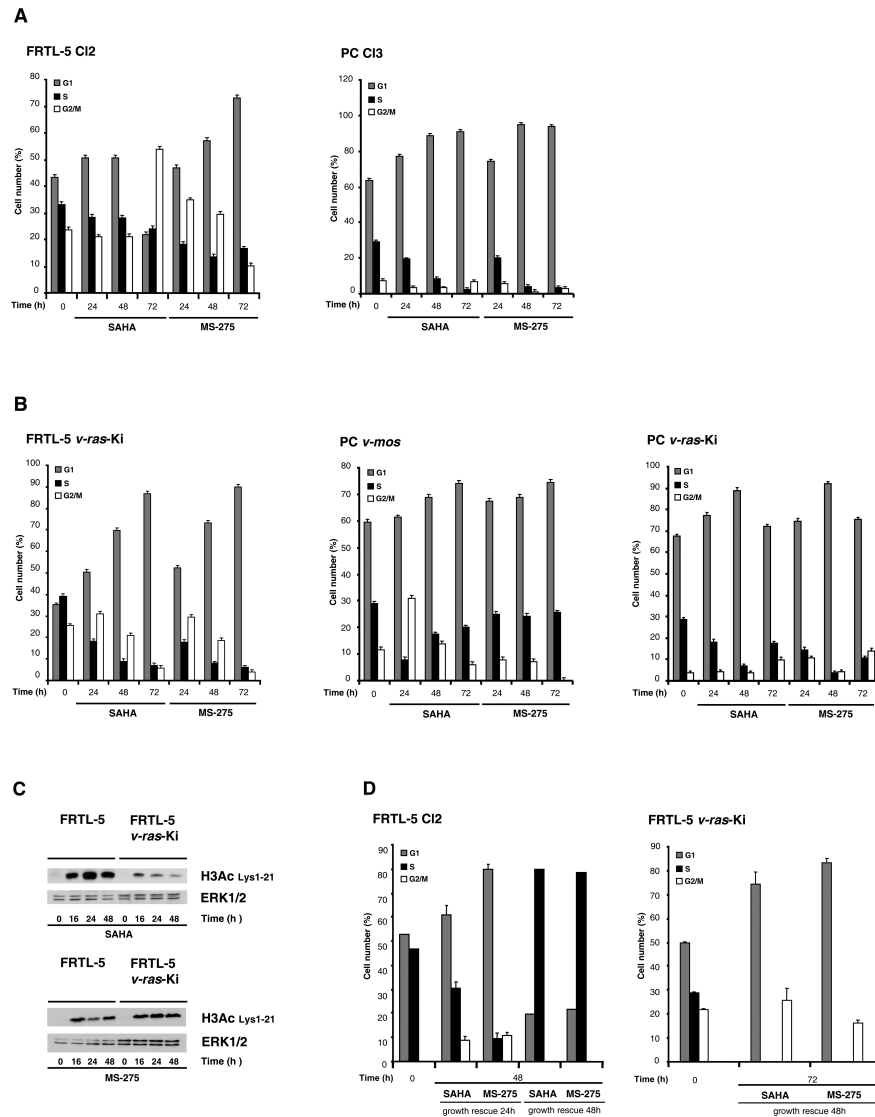 A
FRTL-5 Cl2
80
70
60
50
40
30
20
10
0
Cell number (%)
G1
S
G2/M
Time (h)
0
24
48
72
24
48
72
SAHA
MS-275
PC Cl3
120
100
80
60
40
20
0
Cell number (%)
G1
S
G2/M
Time (h)
0
24
48
72
24
48
72
SAHA
MS-275
B
FRTL-5 v-ras-Ki
100
90
80
70
60
50
40
30
20
10
0
Cell number (%)
G1
S
G2/M
Time (h)
0
24
48
72
24
48
72
SAHA
MS-275
PC v-mos
80
70
60
50
40
30
20
10
0
Cell number (%)
G1
S
G2/M
Time (h)
0
24
48
72
24
48
72
SAHA
MS-275
PC v-ras-Ki
100
90
80
70
60
50
40
30
20
10
0
Cell number (%)
G1
S
G2/M
Time (h)
0
24
48
72
24
48
72
SAHA
MS-275
C
FRTL-5
FRTL-5
v-ras-Ki
H3Ac Lys1-21
ERK1/2
0 16 24 48 0 16 24 48 Time (h )
SAHA
FRTL-5
FRTL-5
v-ras-Ki
H3Ac Lys1-21
ERK1/2
0 16 24 48 0 16 24 48 Time (h )
MS-275
D
FRTL-5 Cl2
90
80
70
60
50
40
30
20
10
0
Cell number (%)
G1
S
G2/M
Time (h)
0
48
SAHA MS-275 SAHA MS-275
growth rescue 24h growth rescue 48h
FRTL-5 v-ras-Ki
90
80
70
60
50
40
30
20
10
0
Cell number (%)
G1
S
G2/M
Time (h)
0
72
SAHA MS-275
growth rescue 48h